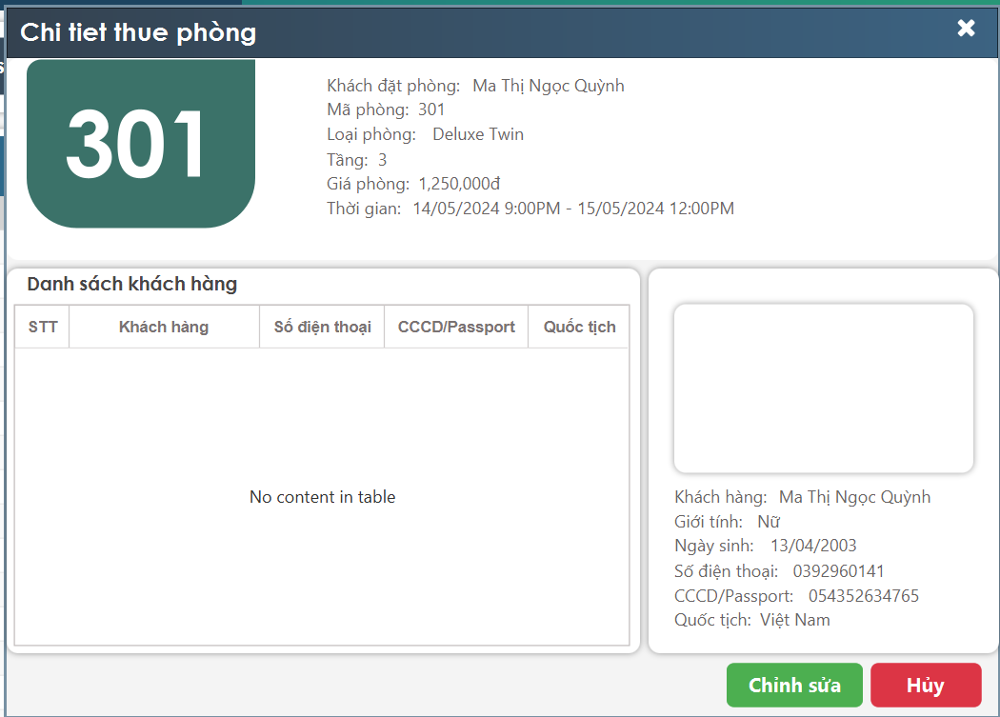 Chi tiet thue phòng
301
Khách đặt phòng: Ma Thị Ngọc Quỳnh
Mã phòng: 301
Loại phòng: Deluxe Twin
Tầng: 3
Giá phòng: 1,250,000đ
Thời gian: 14/05/2024 9:00PM - 15/05/2024 12:00PM
Danh sách khách hàng
STT Khách hàng Số điện thoại CCCD/Passport Quốc tịch
No content in table
Khách hàng: Ma Thị Ngọc Quỳnh
Giới tính: Nữ
Ngày sinh: 13/04/2003
Số điện thoại: 0392960141
CCCD/Passport: 054352634765
Quốc tịch: Việt Nam
Chỉnh sửa Hủy